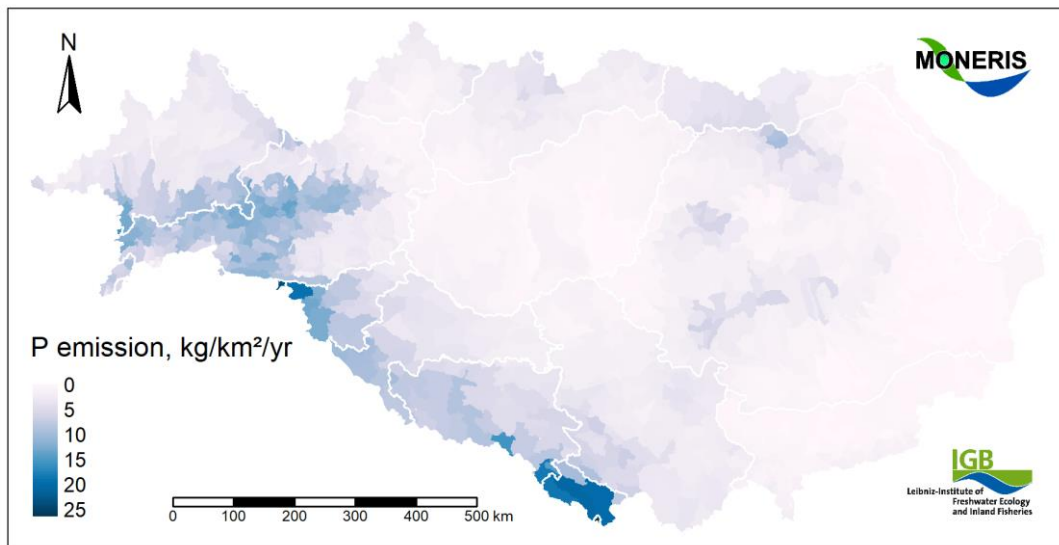 N
MONERIS
P emission, kg/km²/yr
0
5
10
15
20
25
0 100 200 300 400 500 km
IGB
Leibniz-Institute of
Freshwater Ecology
and Inland Fisheries